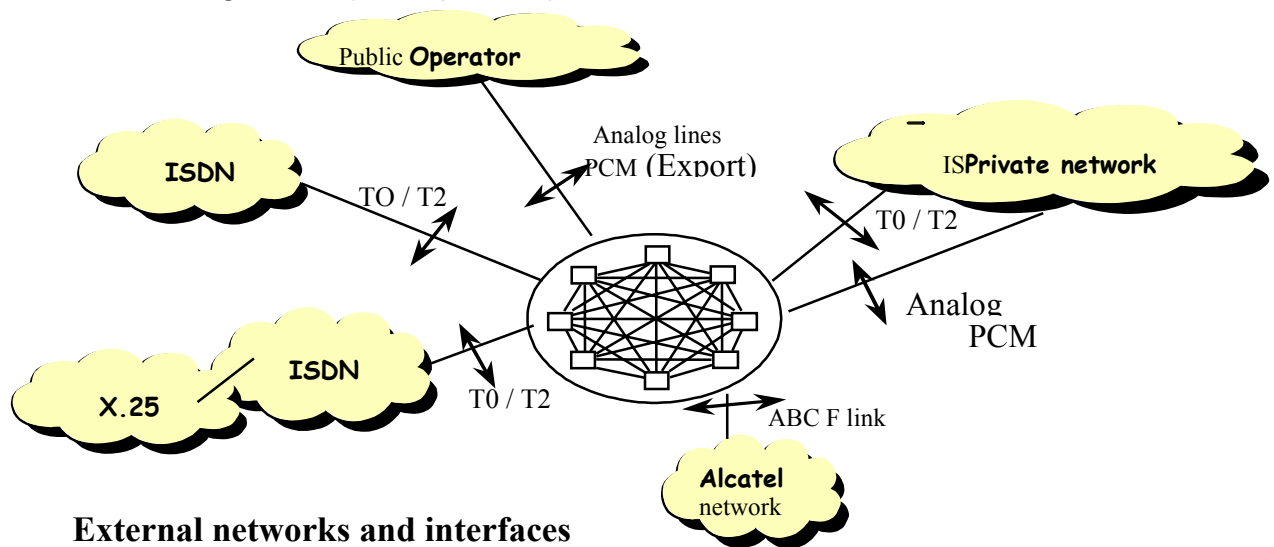 Public Operator
Analog lines
PCM (Export)
ISDN
TO / T2
ISPrivate network
T0 / T2
Analog
PCM
ISDN
X.25
T0 / T2
ABC F link
Alcatel
network
External networks and interfaces